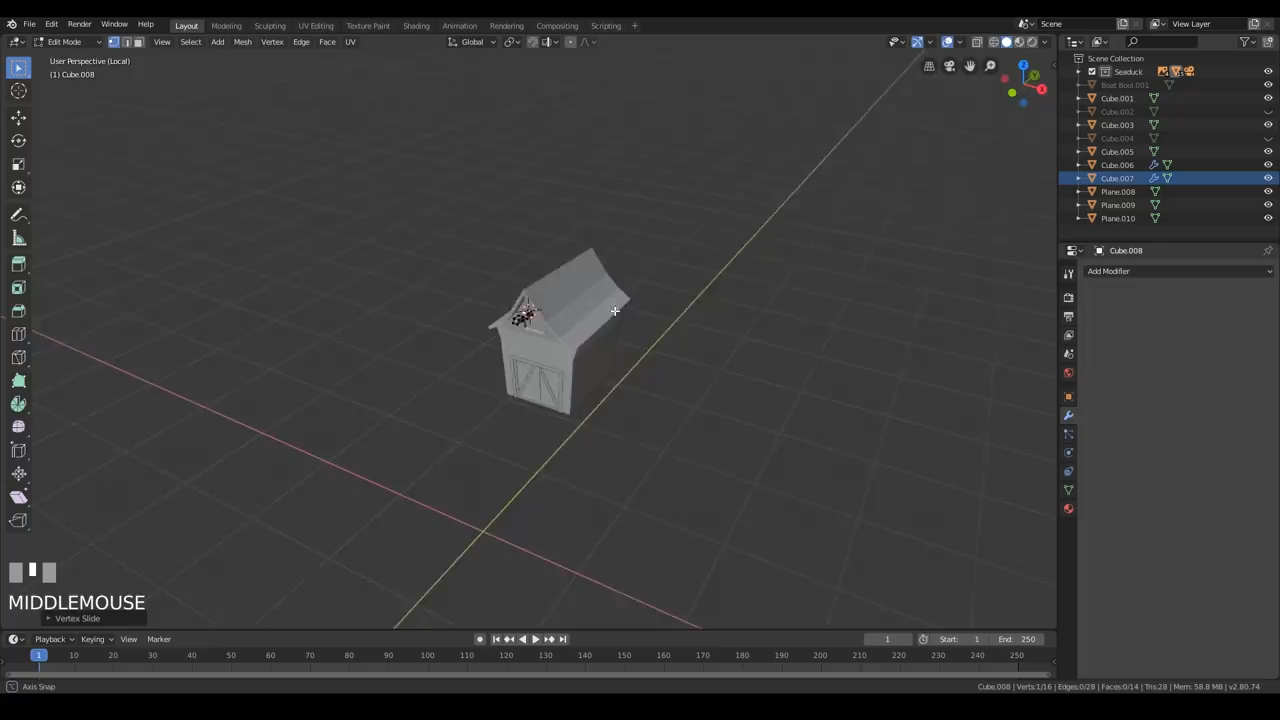 File Edit Render Window Help
Layout Modeling Sculpting UV Editing Texture Paint Shading Animation Rendering Compositing Scripting +
Scene
View Layer
Edit Mode View Select Add Mesh Vertex Edge Face UV
Global
User Perspective (Local)
(1) Cube.008
Z
Y
X
Scene Collection
Seaduck
Boat Bool.001
Cube.001
Cube.002
Cube.003
Cube.004
Cube.005
Cube.006
Cube.007
Plane.008
Plane.009
Plane.010
Cube.008
Add Modifier
MIDDLEMOUSE
Vertex Slide
Playback Keying View Marker
1 Start: 1 End: 250
1 10 20 30 40 50 60 70 80 90 100 110 120 130 140 150 160 170 180 190 200 210 220 230 240 250
Axis Snap
Cube.008 | Verts:1/16 | Edges:0/28 | Faces:0/14 | Tris:28 | Mem: 58.8 MB | v2.80.74